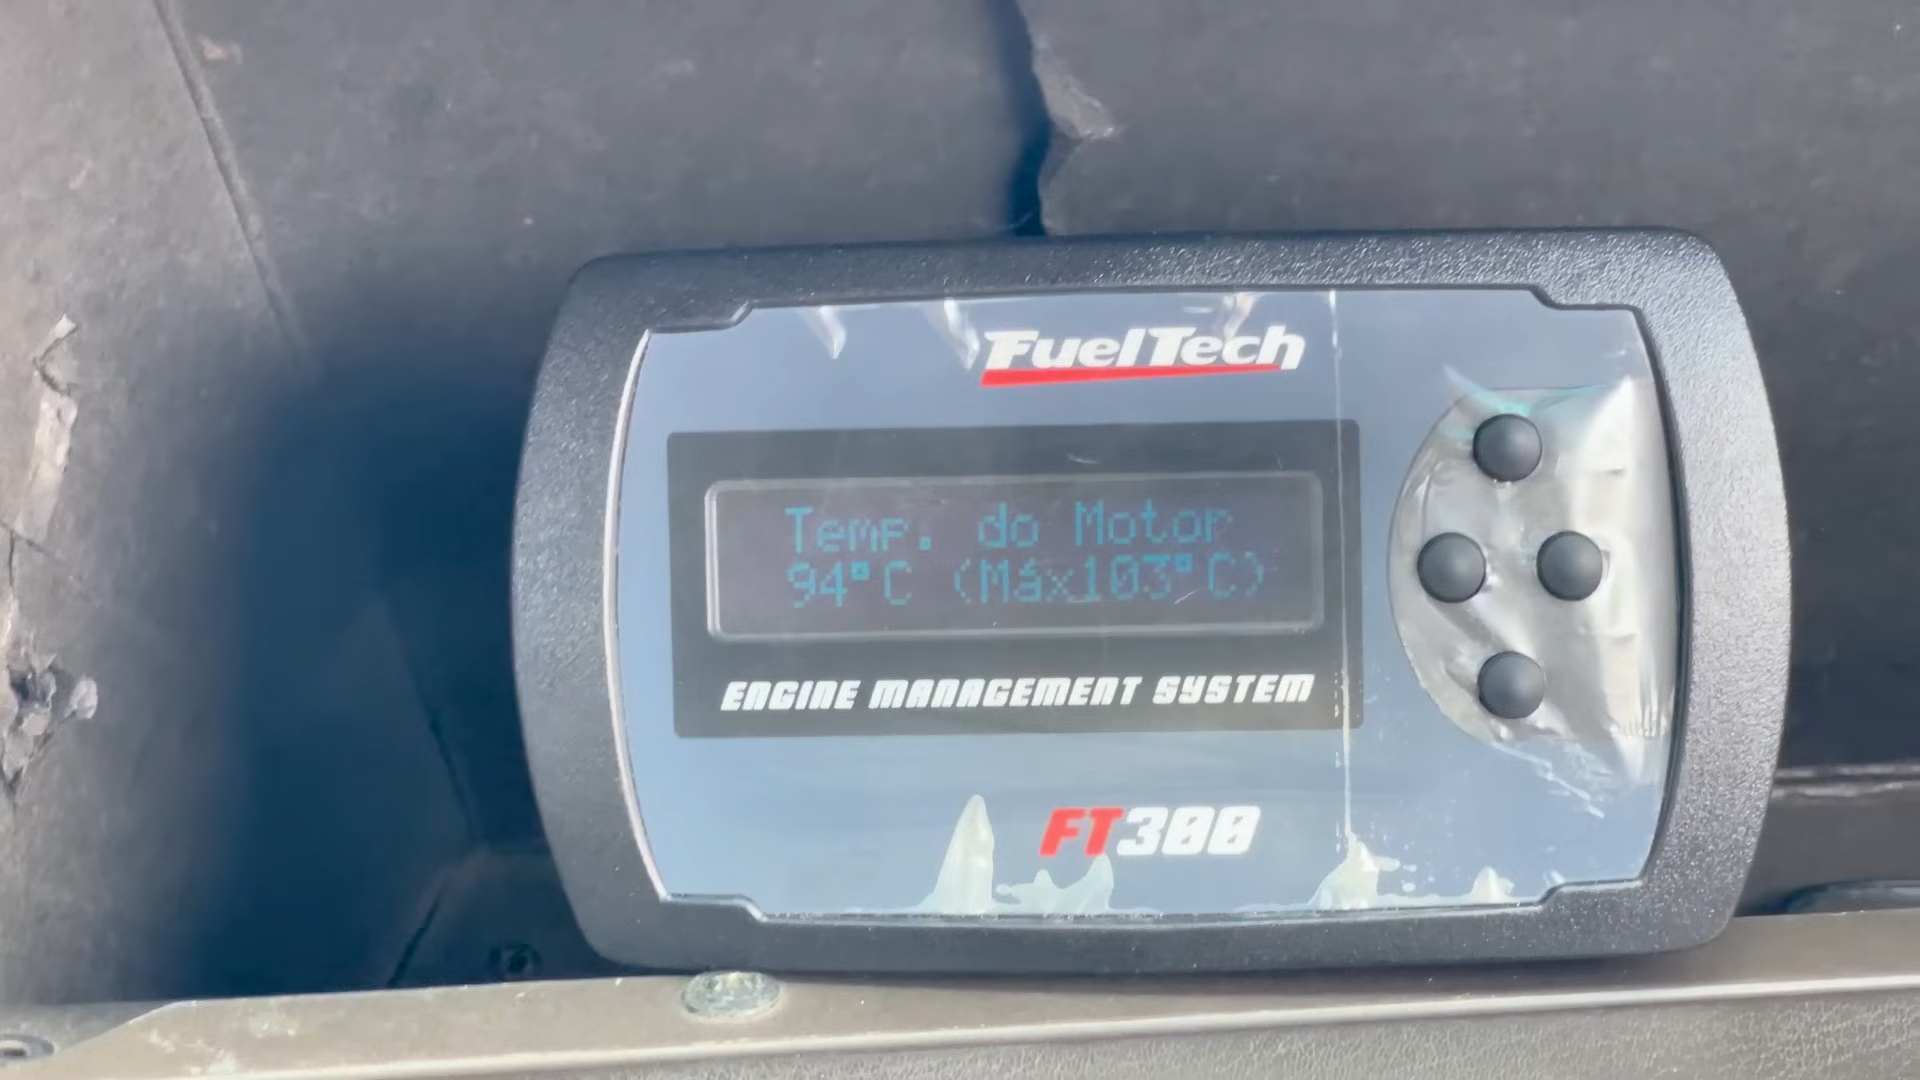 FuelTech
Temp. do Motor
94°C (Máx103°C)
ENGINE MANAGEMENT SYSTEM
FT300